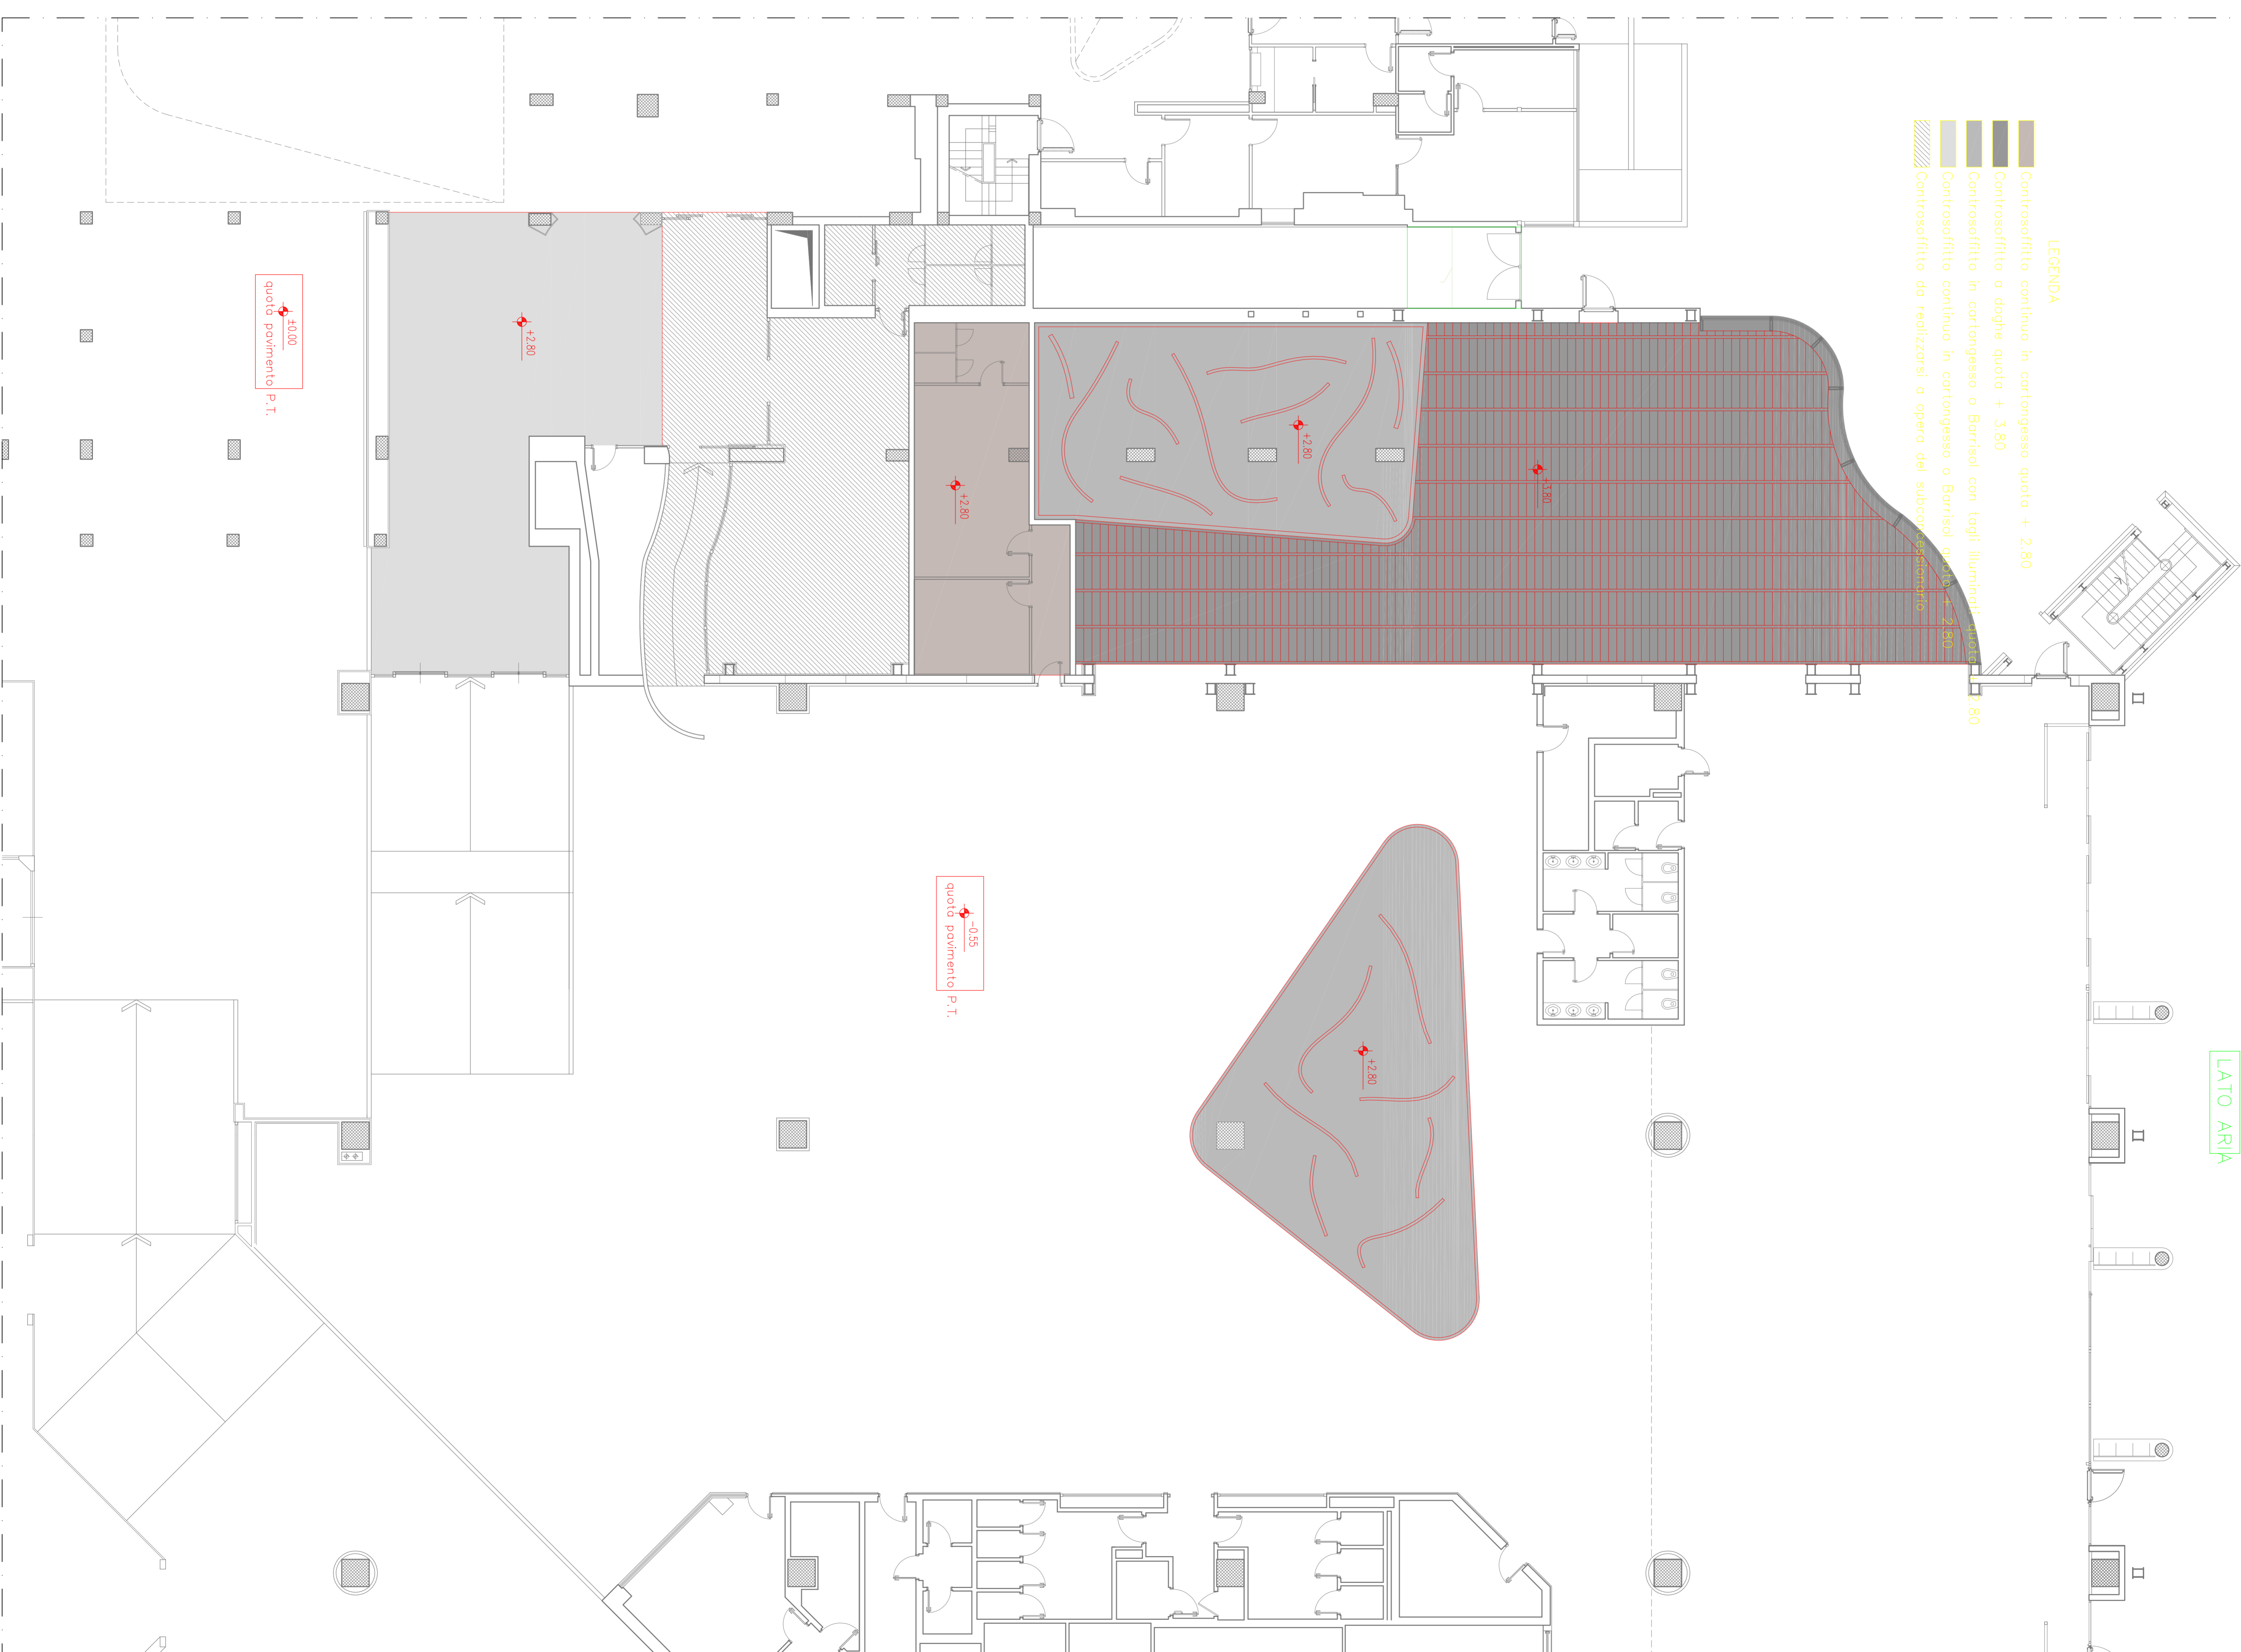 LEGENDA
Controsoffitto continuo in cartongesso quota + 2.80
Controsoffitto a doghe quota + 3.80
Controsoffitto in cartongesso o Barrisol con tagli luminosi quota + 2.80
Controsoffitto continuo in cartongesso o Barrisol quota + 2.80
Controsoffitto da realizzarsi a opera del subconcessionario
LATO ARIA
+3.80
+2.80
+2.80
+2.80
±0.00
quota pavimento P.T.
+2.80
-0.55
quota pavimento P.T.